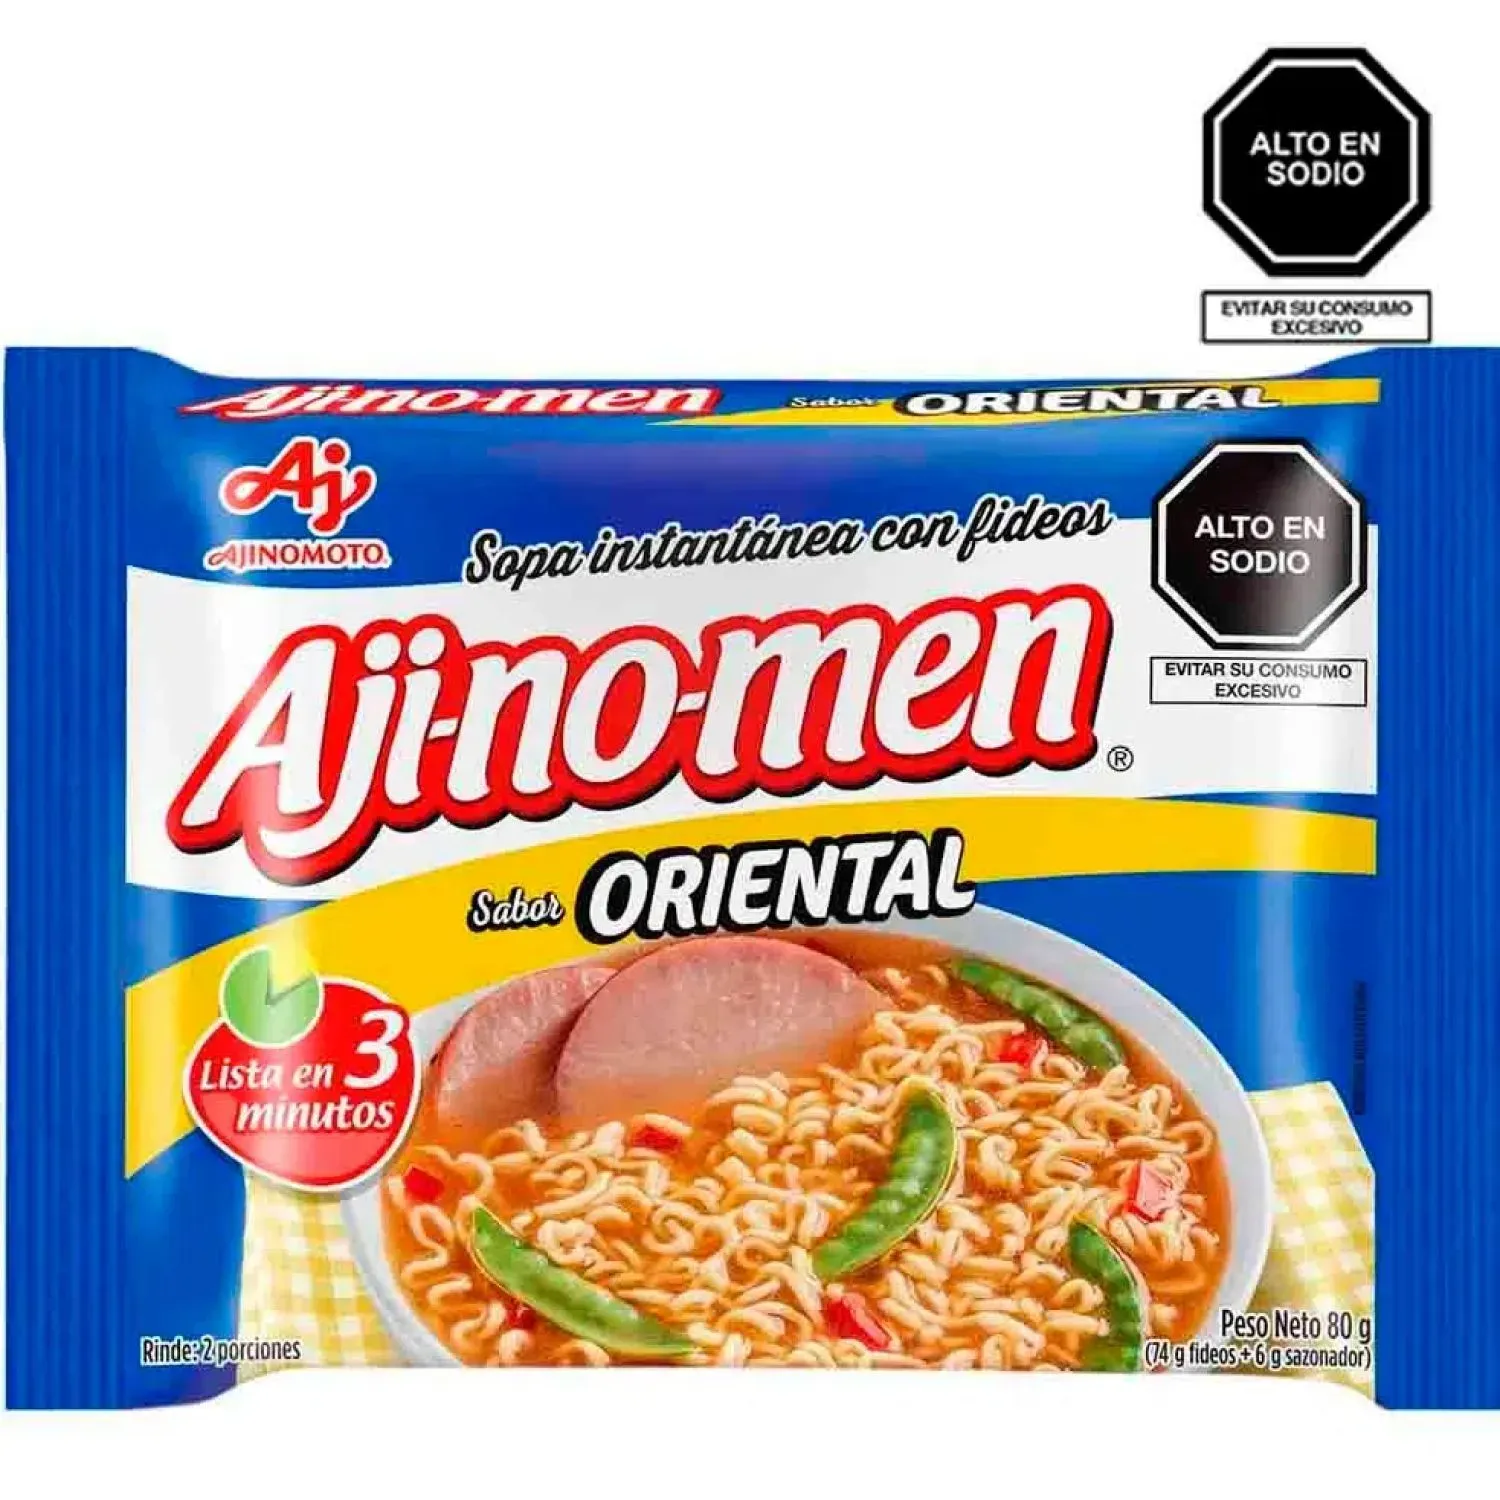 ALTO EN
SODIO
EVITAR SU CONSUMO
EXCESIVO
Aji-no-men Sabor ORIENTAL
Aj
AJINOMOTO
Sopa instantánea con fideos
Aji-no-men®
Sabor ORIENTAL
ALTO EN
SODIO
EVITAR SU CONSUMO
EXCESIVO
Lista en 3
minutos
Rinde: 2 porciones
Peso Neto 80 g
(74 g fideos + 6 g sazonador)